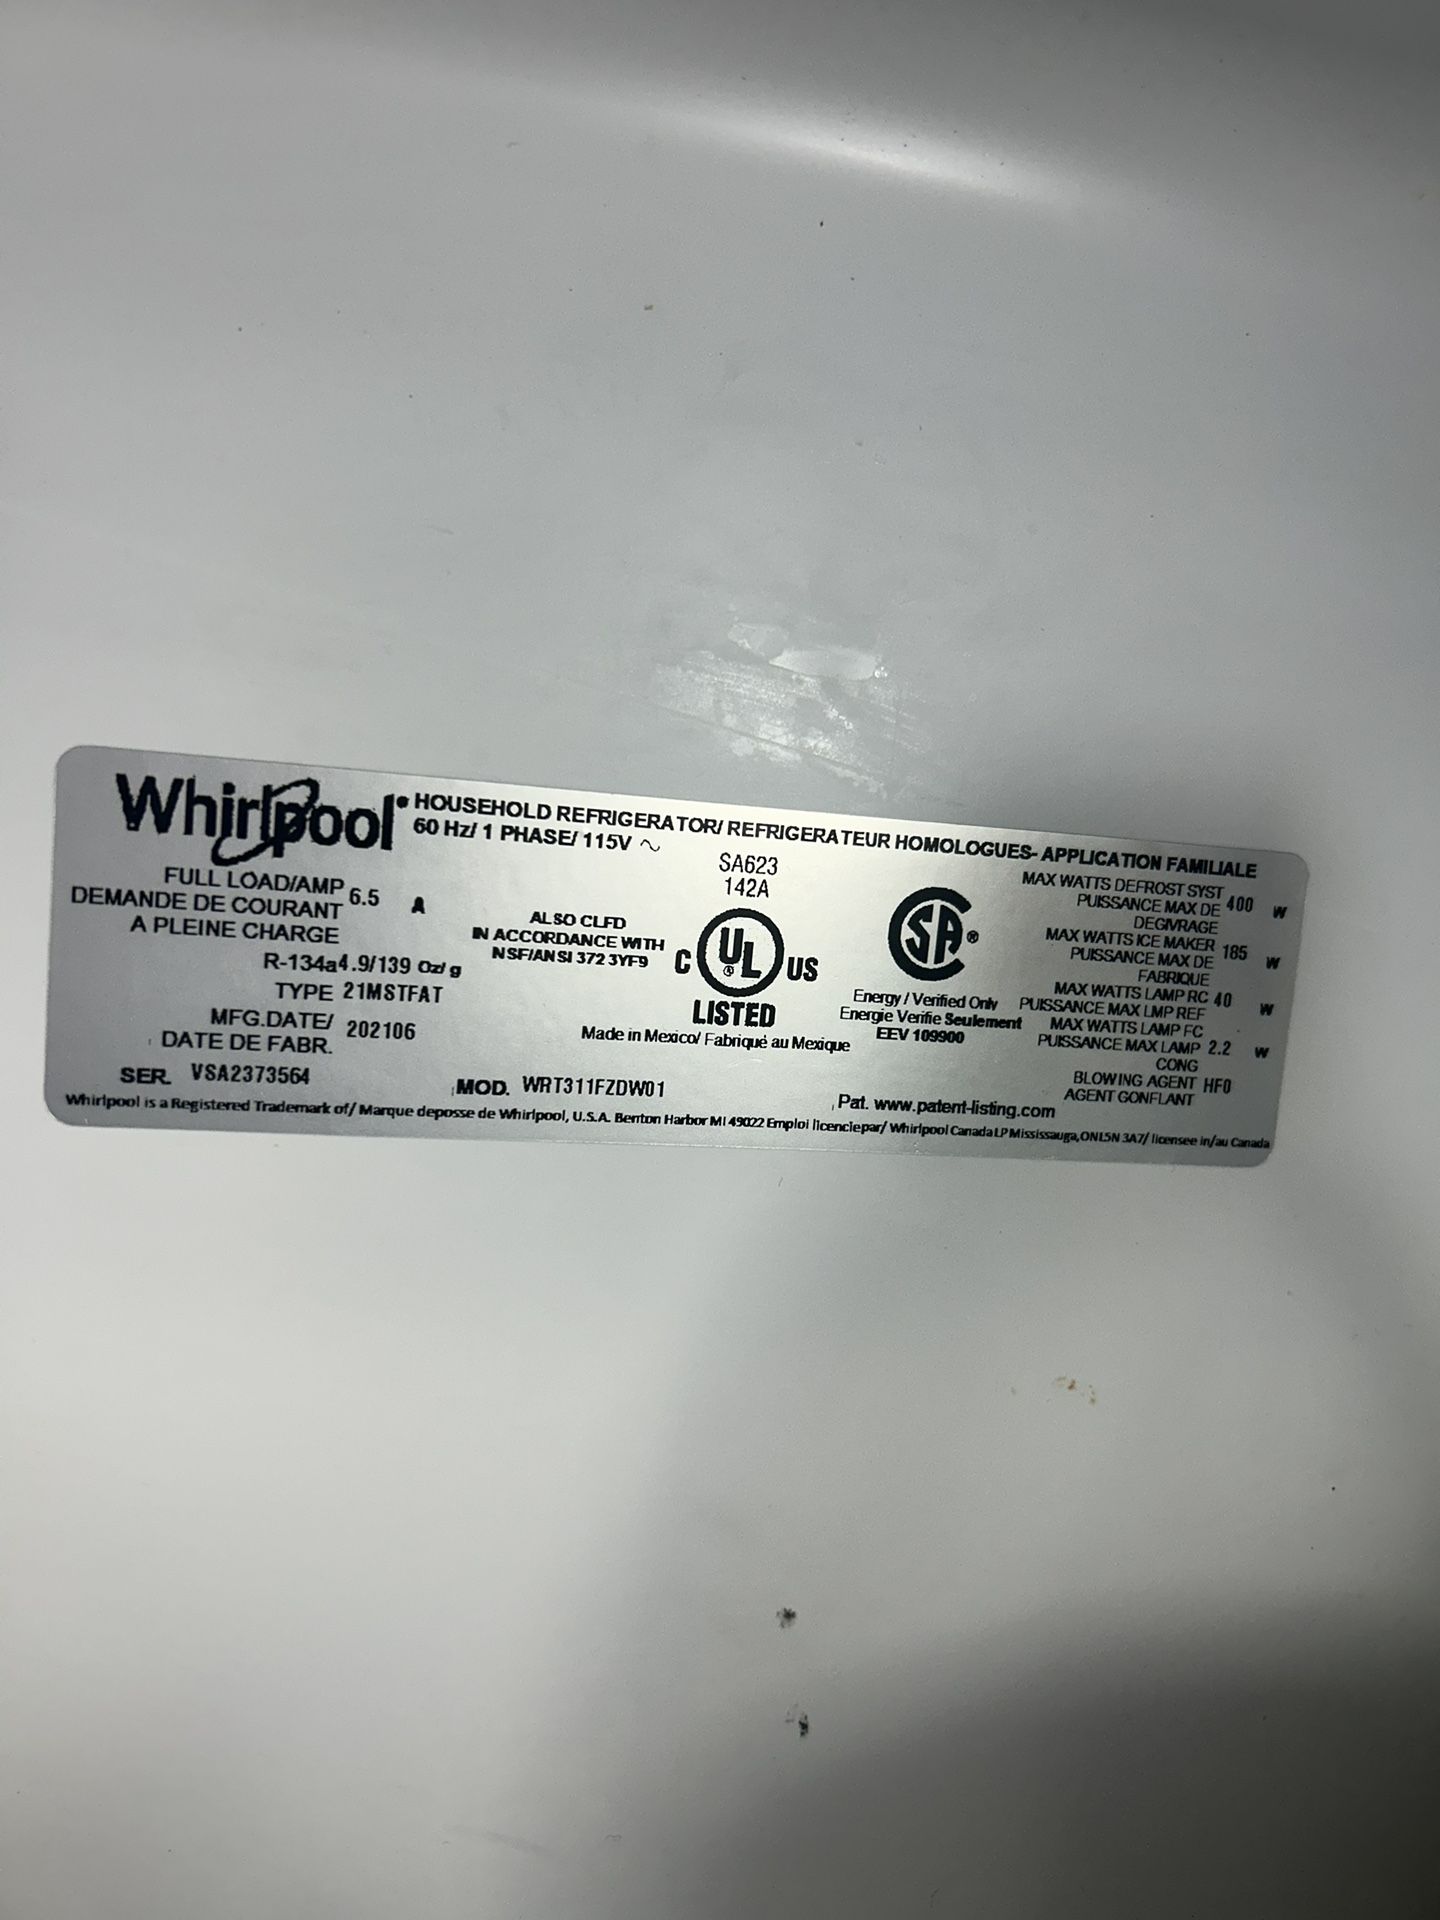 Whirlpool®
HOUSEHOLD REFRIGERATOR/ REFRIGERATEUR HOMOLOGUES- APPLICATION FAMILIALE
60 Hz/ 1 PHASE/ 115V ~
FULL LOAD/AMP 6.5 A
DEMANDE DE COURANT
A PLEINE CHARGE
R-134a 4.9/139 Oz/ g
TYPE 21MSTFAT
MFG.DATE/ 202106
DATE DE FABR.
SER. VSA2373564
ALSO CLFD
IN ACCORDANCE WITH
NSF/ANSI 372 3YF9
SA623
142A
C UL® US
LISTED
Made in Mexico/ Fabriqué au Mexique
MOD. WRT311FZDW01
SA®
Energy / Verified Only
Energie Verifie Seulement
EEV 109900
MAX WATTS DEFROST SYST 400 W
PUISSANCE MAX DE
DEGIVRAGE
MAX WATTS ICE MAKER 185 W
PUISSANCE MAX DE
FABRIQUE
MAX WATTS LAMP RC 40 W
PUISSANCE MAX LMP REF
MAX WATTS LAMP FC
PUISSANCE MAX LAMP 2.2 W
CONG
BLOWING AGENT HFO
AGENT GONFLANT
Pat. www.patent-listing.com
Whirlpool is a Registered Trademark of/ Marque deposse de Whirlpool, U.S.A. Benton Harbor MI 49022 Emploi licencie par/ Whirlpool Canada LP Mississauga, ON L5N 3A7/ licensee in/au Canada